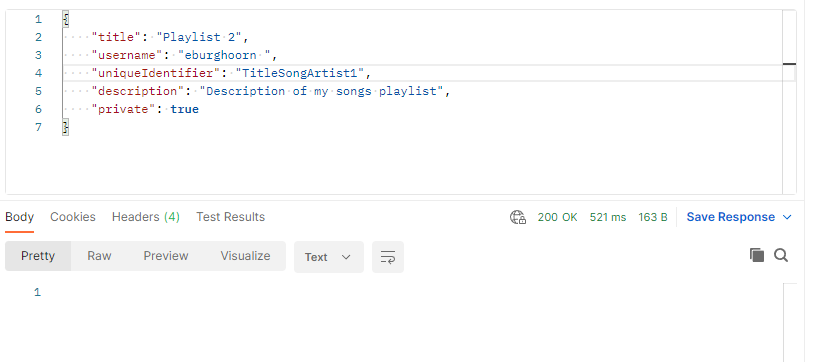 1 {
2 "title": "Playlist 2",
3 "username": "eburghoorn ",
4 "uniqueIdentifier": "TitleSongArtist1",
5 "description": "Description of my songs playlist",
6 "private": true
7 }
Body Cookies Headers (4) Test Results 200 OK 521 ms 163 B Save Response
Pretty Raw Preview Visualize Text
1